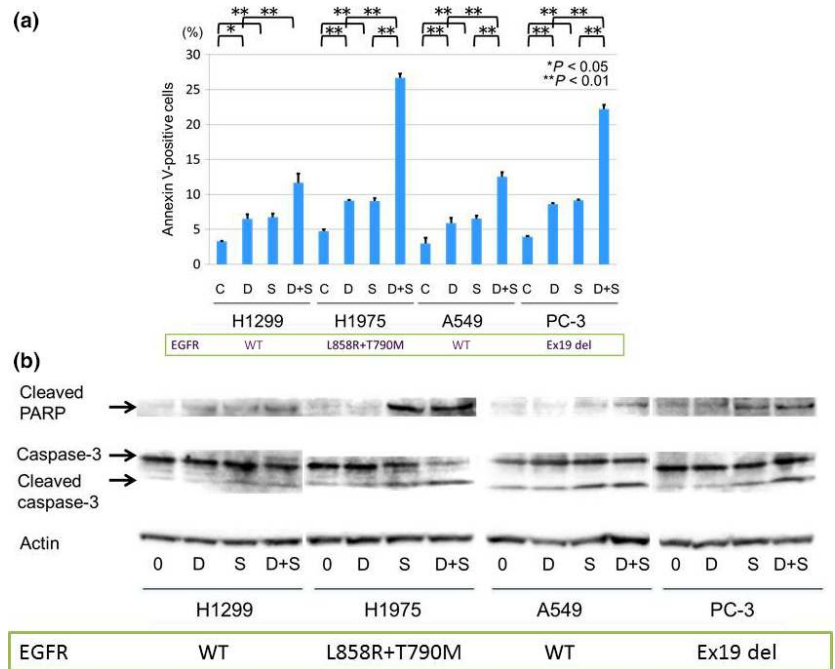 (a)
** ** ** ** ** ** ** **
* ** ** ** ** ** **
(%)
*P < 0.05
**P < 0.01
30
25
20
15
10
5
0
Annexin V-positive cells
C D S D+S C D S D+S C D S D+S C D S D+S
H1299 H1975 A549 PC-3
EGFR WT L858R+T790M WT Ex19 del
(b)
Cleaved
PARP
Caspase-3
Cleaved
caspase-3
Actin
0 D S D+S 0 D S D+S 0 D S D+S 0 D S D+S
H1299 H1975 A549 PC-3
EGFR WT L858R+T790M WT Ex19 del